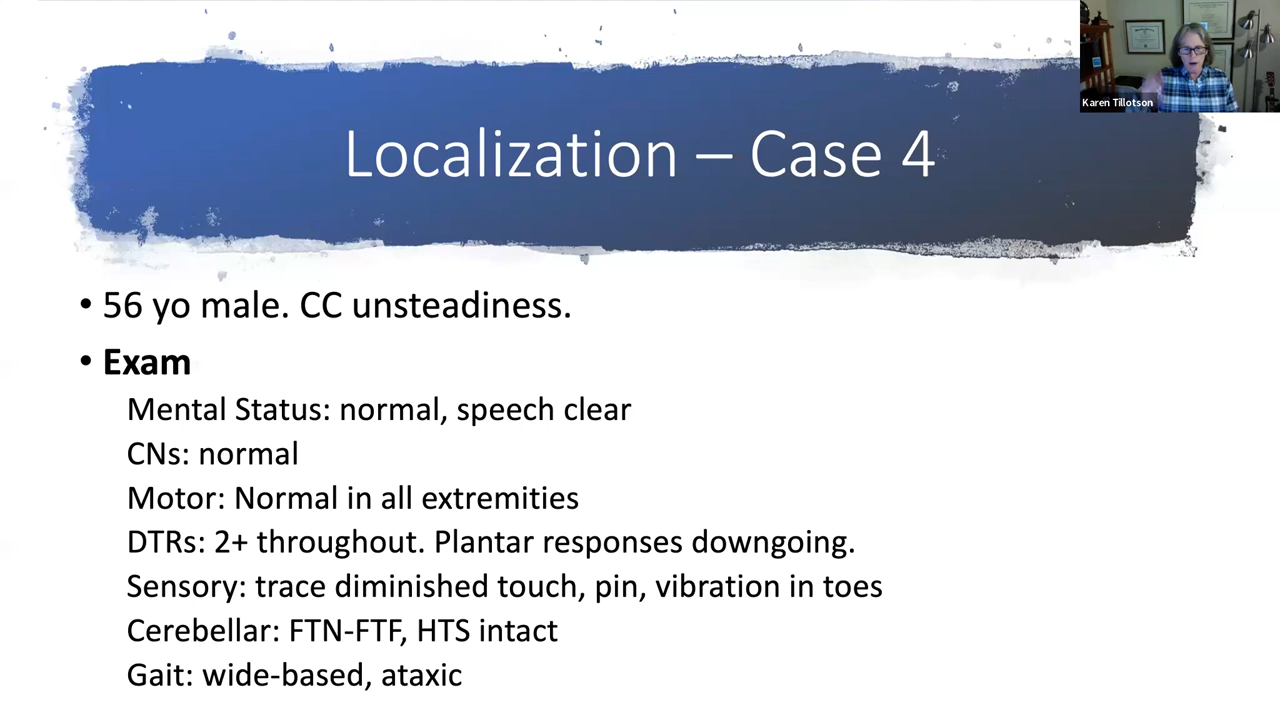 Karen Tillotson
Localization – Case 4
• 56 yo male. CC unsteadiness.
• Exam
Mental Status: normal, speech clear
CNs: normal
Motor: Normal in all extremities
DTRs: 2+ throughout. Plantar responses downgoing.
Sensory: trace diminished touch, pin, vibration in toes
Cerebellar: FTN-FTF, HTS intact
Gait: wide-based, ataxic